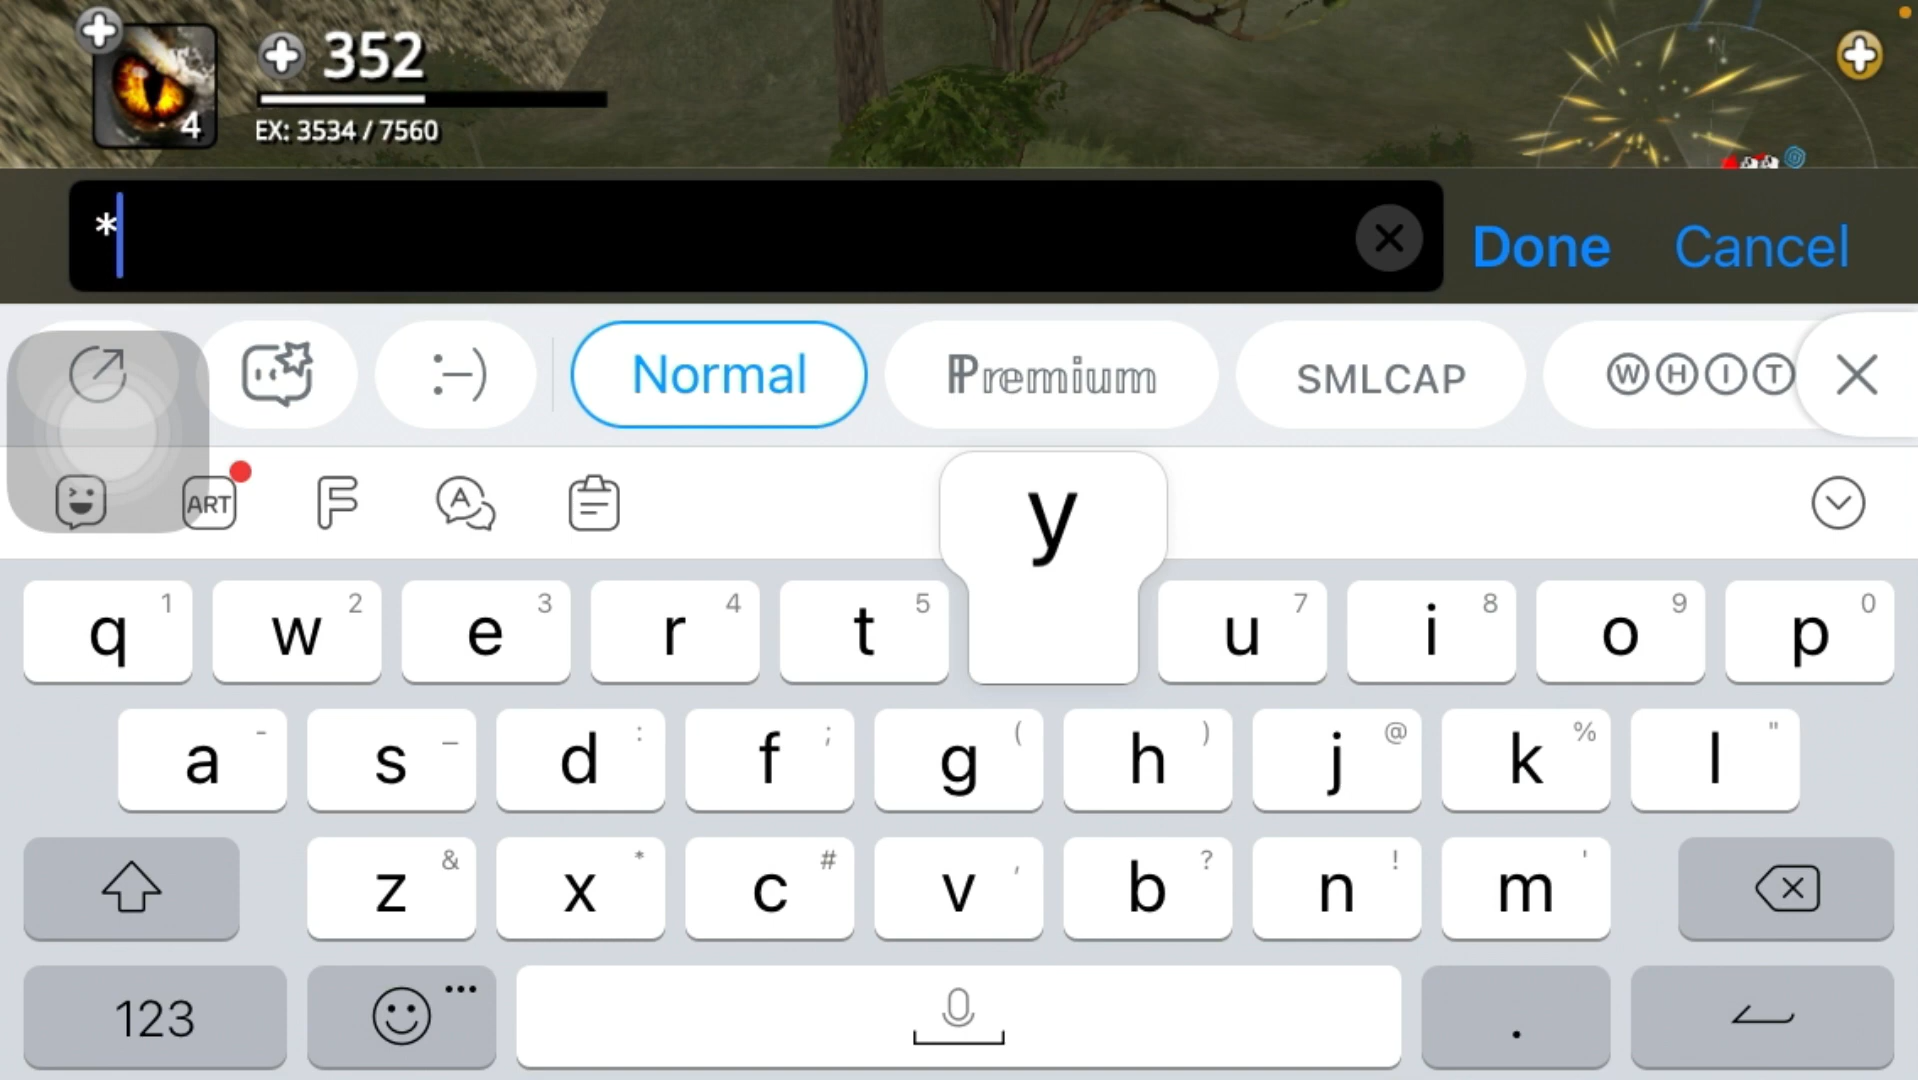 352
4
EX: 3534 / 7560
*
Done Cancel
:-) Normal ℙremium SMLCAP ⓌⒽⒾⓉ
ART F A
y
q 1 w 2 e 3 r 4 t 5 u 7 i 8 o 9 p 0
a - s _ d : f ; g ( h ) j @ k % l "
z & x * c # v , b ? n ! m '
123 .